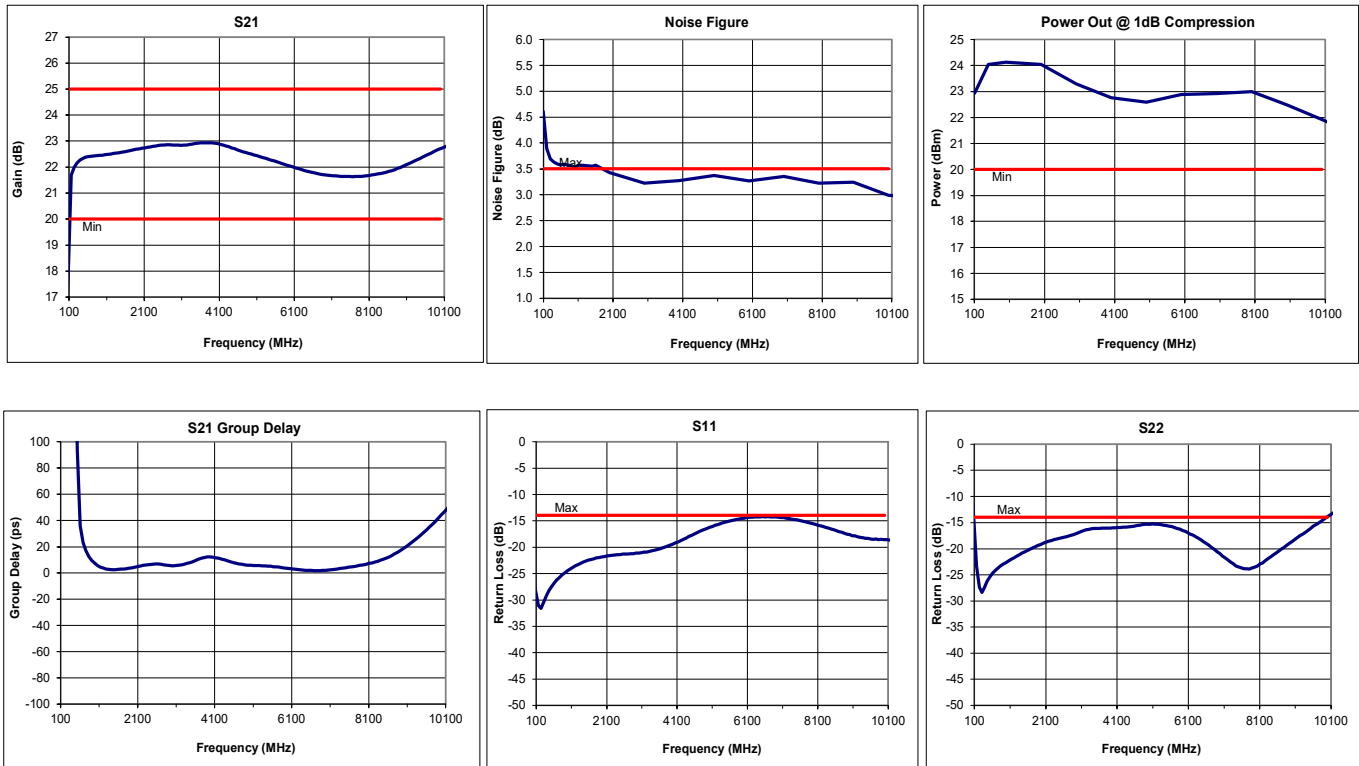 S21
27
26
25
24
23
22
21
20
19
18
17
Gain (dB)
Min
100 2100 4100 6100 8100 10100
Frequency (MHz)
Noise Figure
6.0
5.5
5.0
4.5
4.0
3.5
3.0
2.5
2.0
1.5
1.0
Noise Figure (dB)
Max
100 2100 4100 6100 8100 10100
Frequency (MHz)
Power Out @ 1dB Compression
25
24
23
22
21
20
19
18
17
16
15
Power (dBm)
Min
100 2100 4100 6100 8100 10100
Frequency (MHz)
S21 Group Delay
100
80
60
40
20
0
-20
-40
-60
-80
-100
Group Delay (ps)
100 2100 4100 6100 8100 10100
Frequency (MHz)
S11
0
-5
-10
-15
-20
-25
-30
-35
-40
-45
-50
Return Loss (dB)
Max
100 2100 4100 6100 8100 10100
Frequency (MHz)
S22
0
-5
-10
-15
-20
-25
-30
-35
-40
-45
-50
Return Loss (dB)
Max
100 2100 4100 6100 8100 10100
Frequency (MHz)